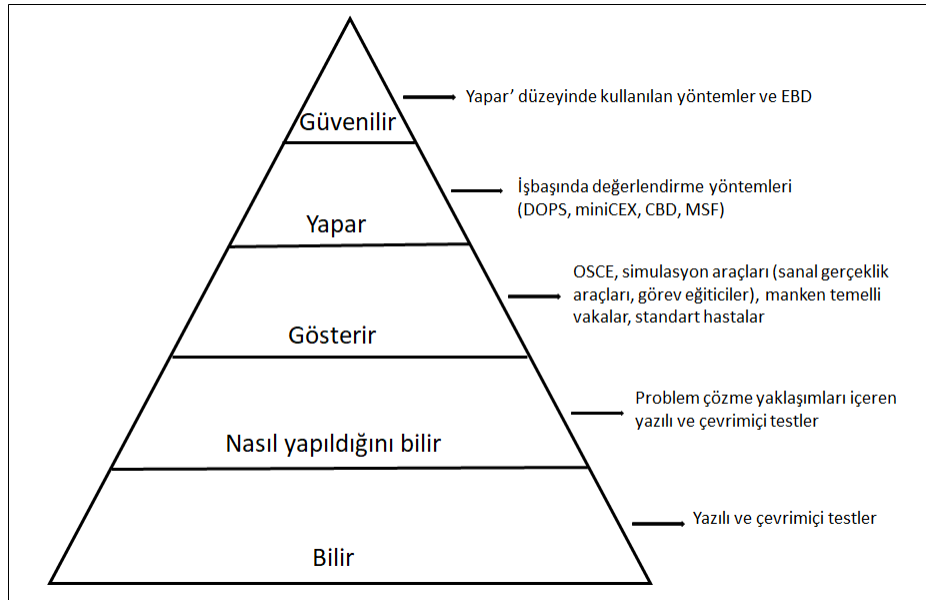 Yapar’ düzeyinde kullanılan yöntemler ve EBD
Güvenilir
İşbaşında değerlendirme yöntemleri
(DOPS, miniCEX, CBD, MSF)
Yapar
OSCE, simulasyon araçları (sanal gerçeklik
araçları, görev eğiticiler), manken temelli
vakalar, standart hastalar
Gösterir
Problem çözme yaklaşımları içeren
yazılı ve çevrimiçi testler
Nasıl yapıldığını bilir
Yazılı ve çevrimiçi testler
Bilir